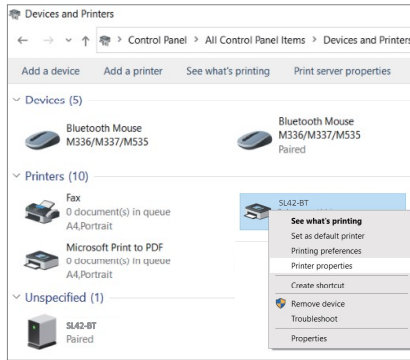 Devices and Printers
Control Panel > All Control Panel Items > Devices and Printers
Add a device Add a printer See what's printing Print server properties
Devices (5)
Bluetooth Mouse
M336/M337/M535
Bluetooth Mouse
M336/M337/M535
Paired
Printers (10)
Fax
0 document(s) in queue
A4,Portrait
SL42-BT
Microsoft Print to PDF
0 document(s) in queue
A4,Portrait
See what's printing
Set as default printer
Printing preferences
Printer properties
Create shortcut
Remove device
Troubleshoot
Properties
Unspecified (1)
SL42-BT
Paired